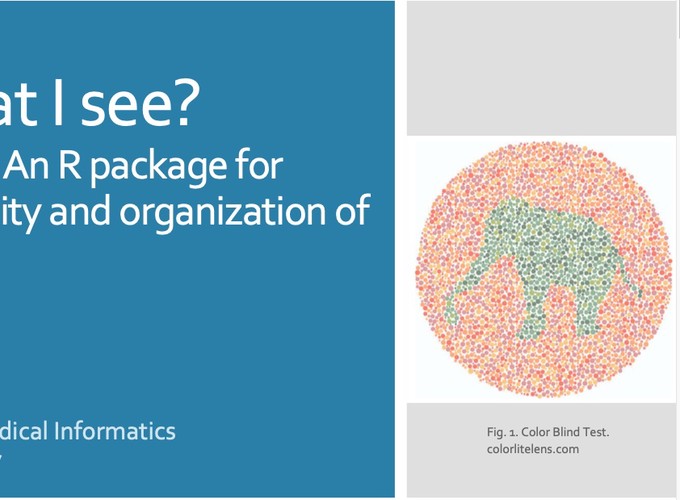 at I see?
An R package for
ity and organization of
dical Informatics
Fig. 1. Color Blind Test.
colorlitelens.com